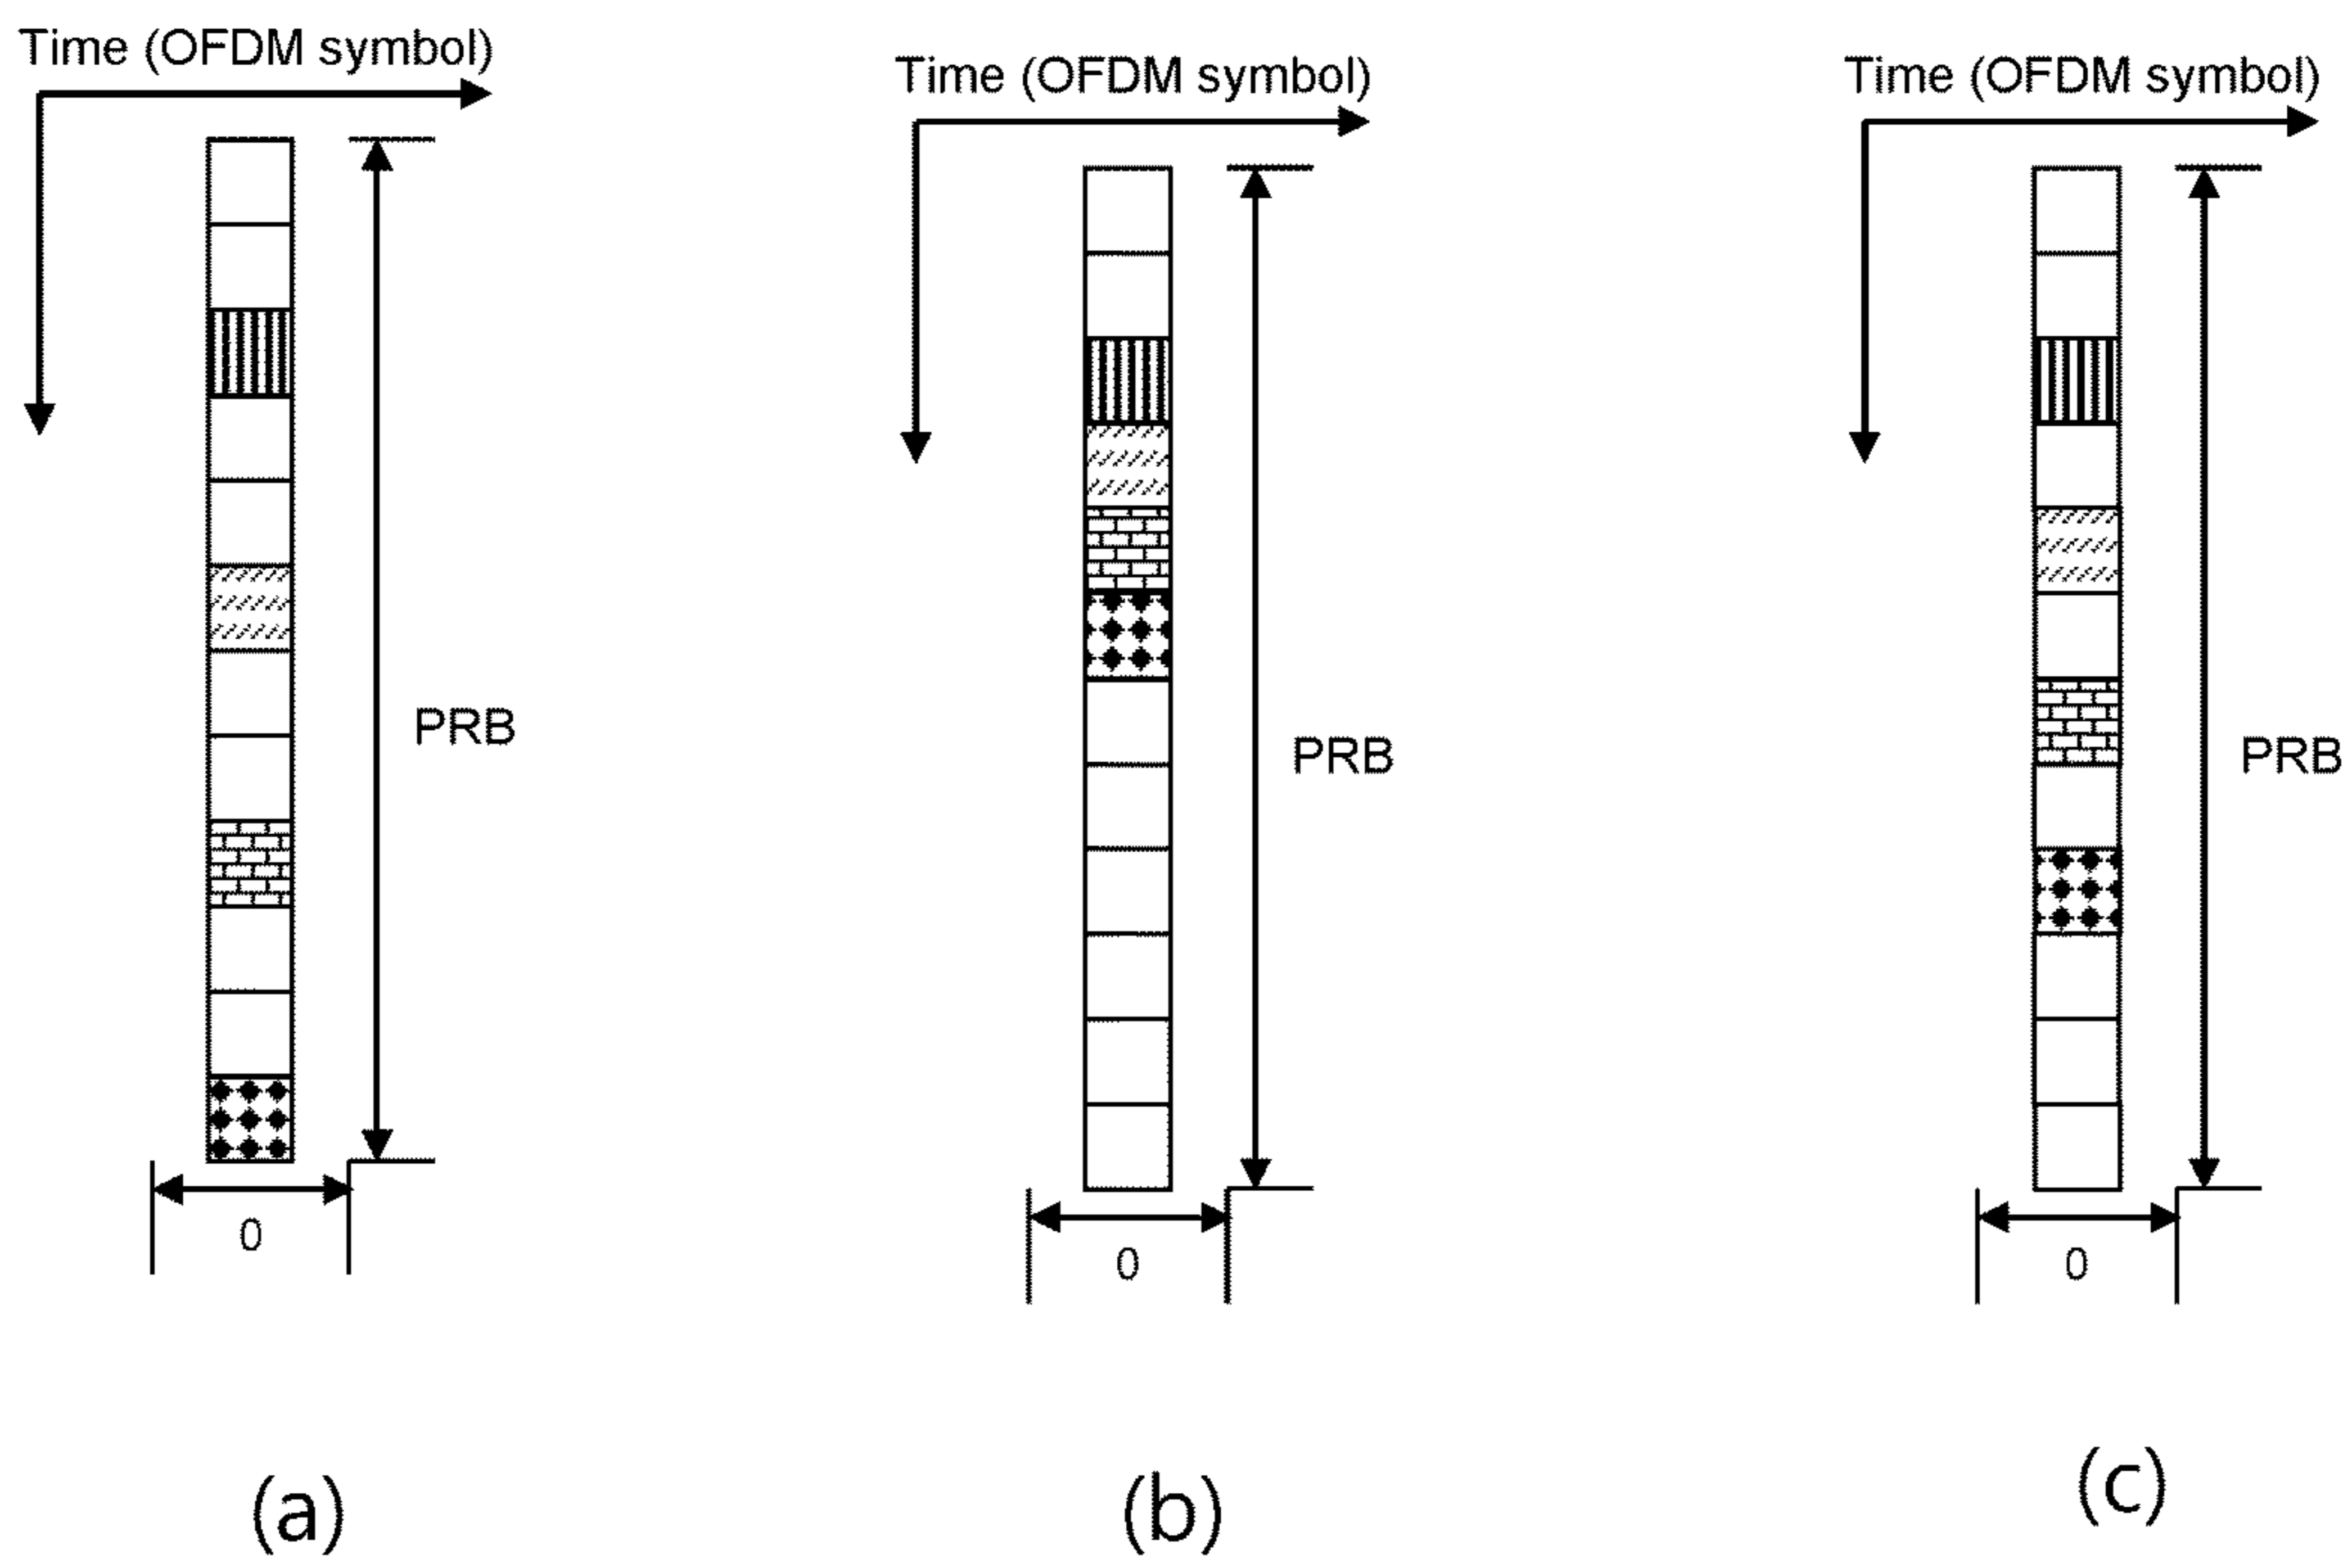 Time (OFDM symbol)
PRB
0
(a)
Time (OFDM symbol)
PRB
0
(b)
Time (OFDM symbol)
PRB
0
(c)